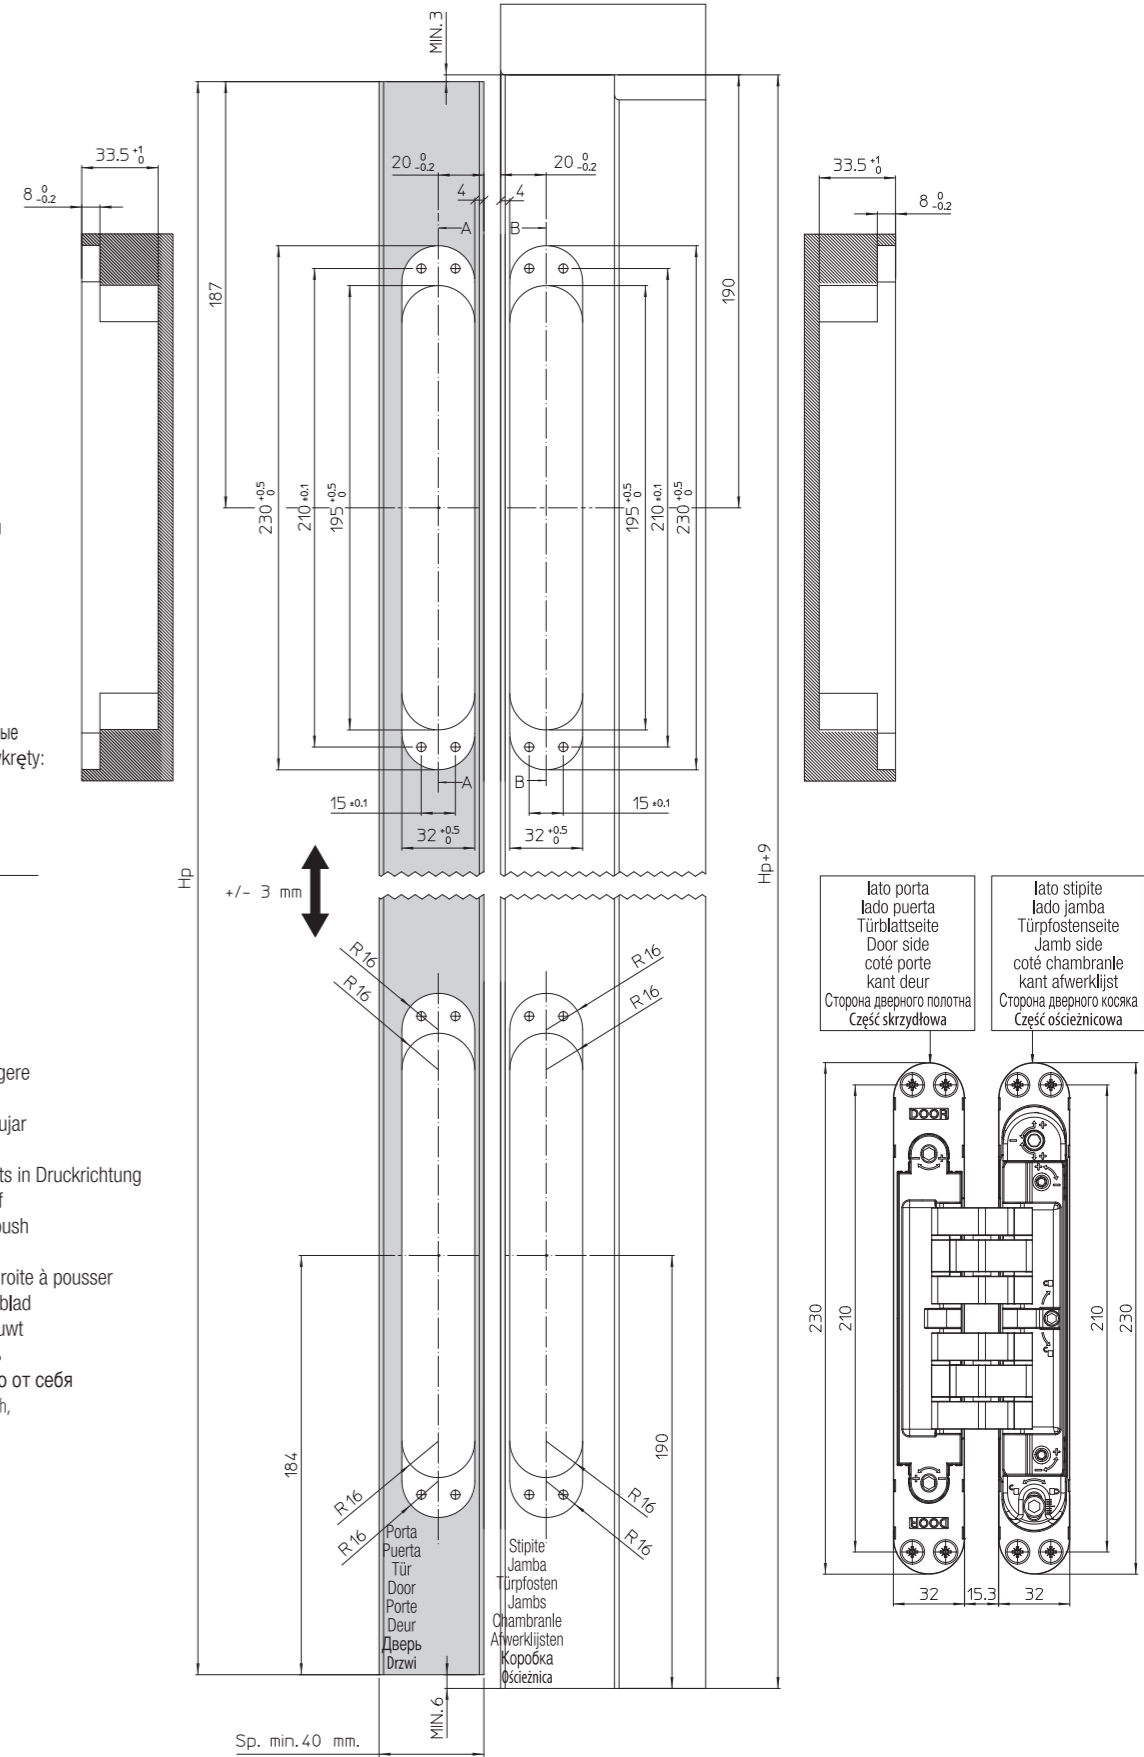 MIN. 3
33.5 +1 0
8 0 -0.2
20 0 -0.2
20 0 -0.2
4
4
A
B
33.5 +1 0
8 0 -0.2
187
190
230 +0.5 0
210 ±0.1
195 +0.5 0
195 +0.5 0
210 ±0.1
230 +0.5 0
ые
kręty:
A
B
15 ±0.1
15 ±0.1
32 +0.5 0
32 +0.5 0
Hp
+/- 3 mm
Hp+9
lato porta
lado puerta
Türblattseite
Door side
coté porte
kant deur
Сторона дверного полотна
Część skrzydłowa
lato stipite
lado jamba
Türpfostenseite
Jamb side
coté chambranle
kant afwerklijst
Сторона дверного косяка
Część ościeżnicowa
R16
R16
R16
R16
gere
ujar
ts in Druckrichtung
f
oush
roite à pousser
blad
uwt
о от себя
h,
DOOR
230
210
210
230
DOOR
32
15.3
32
184
190
R16
R16
R16
R16
Porta
Puerta
Tür
Door
Porte
Deur
Дверь
Drzwi
Stipite
Jamba
Türpfosten
Jambs
Chambranle
Afwerklijsten
Коробка
Ościeżnica
MIN. 6
Sp. min. 40 mm.